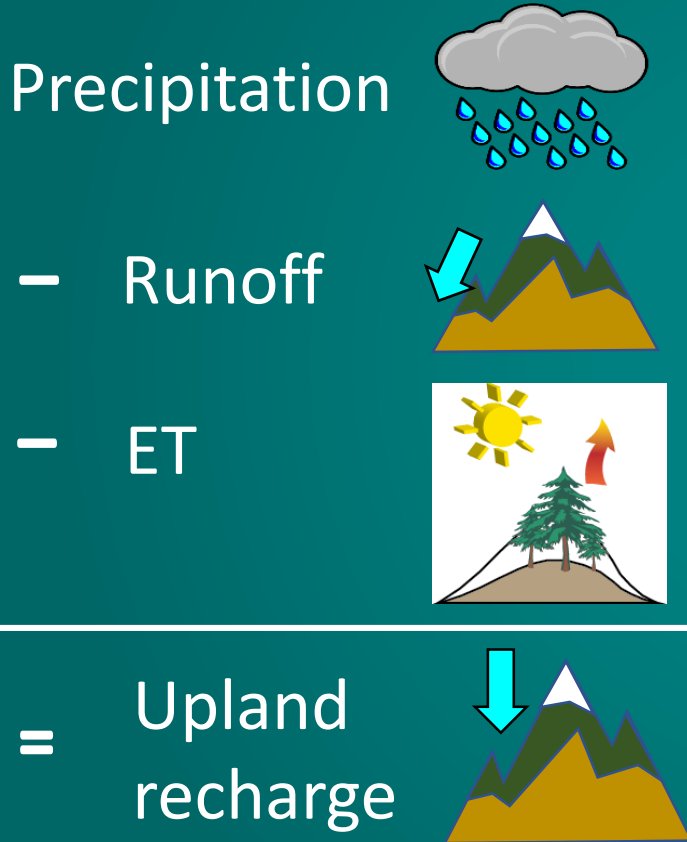 Precipitation
– Runoff
– ET
= Upland
recharge